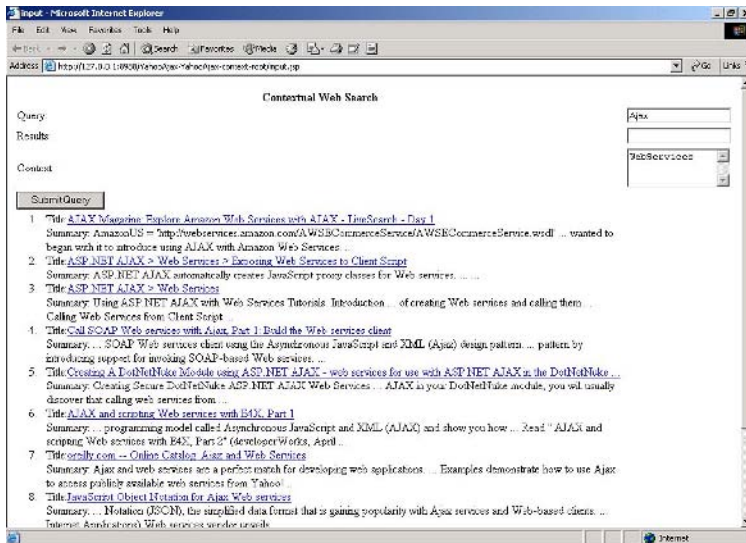 input - Microsoft Internet Explorer
File Edit View Favorites Tools Help
Back Search Favorites Media
Address http://127.0.0.1:8988/YahooAjax-YahooAjax-context-root/input.jsp Go Links
Contextual Web Search
Query Ajax
Results
Context WebServices
SubmitQuery
1. Title:AJAX Magazine: Explore Amazon Web Services with AJAX - LiveSearch - Day 1
Summary: AmazonUS = 'http://webservices.amazon.com/AWSECommerceService/AWSECommerceService.wsdl' ... wanted to
began with it to introduce using AJAX with Amazon Web Services. ...
2. Title:ASP.NET AJAX > Web Services > Exposing Web Services to Client Script
Summary: ASP.NET AJAX automatically creates JavaScript proxy classes for Web services. ... ...
3. Title:ASP.NET AJAX > Web Services
Summary: Using ASP.NET AJAX with Web Services Tutorials. Introduction ... of creating Web services and calling them ...
Calling Web Services from Client Script ...
4. Title:Call SOAP Web services with Ajax, Part 1: Build the Web services client
Summary: ... SOAP Web services client using the Asynchronous JavaScript and XML (Ajax) design pattern. ... pattern by
introducing support for invoking SOAP-based Web services. ...
5. Title:Creating A DotNetNuke Module using ASP.NET AJAX - web services for use with ASP.NET AJAX in the DotNetNuke ...
Summary: Creating Secure DotNetNuke ASP.NET AJAX Web Services ... AJAX in your DotNetNuke module, you will usually
discover that calling web services from ...
6. Title:AJAX and scripting Web services with E4X, Part 1
Summary: ... programming model called Asynchronous JavaScript and XML (AJAX) and show you how ... Read " AJAX and
scripting Web services with E4X, Part 2" (developerWorks, April ...
7. Title:oreilly.com -- Online Catalog: Ajax and Web Services
Summary: Ajax and web services are a perfect match for developing web applications. ... Examples demonstrate how to use Ajax
to access publicly available web services from Yahoo! ...
8. Title:JavaScript Object Notation for Ajax Web services
Summary: ... Notation (JSON), the simplified data format that is gaining popularity with Ajax services and Web-based clients. ...
Internet Applications) Web services vendor unveils
Internet